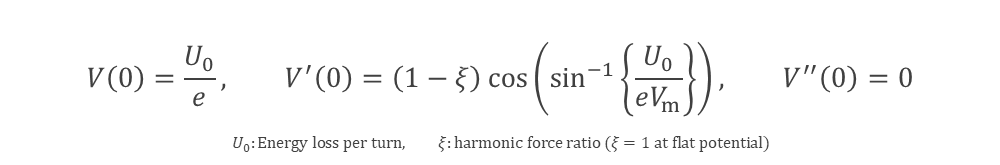 V(0) = U₀/e, V′(0) = (1 − ξ) cos(sin⁻¹{U₀/eVₘ}), V″(0) = 0
U₀: Energy loss per turn, ξ: harmonic force ratio (ξ = 1 at flat potential)